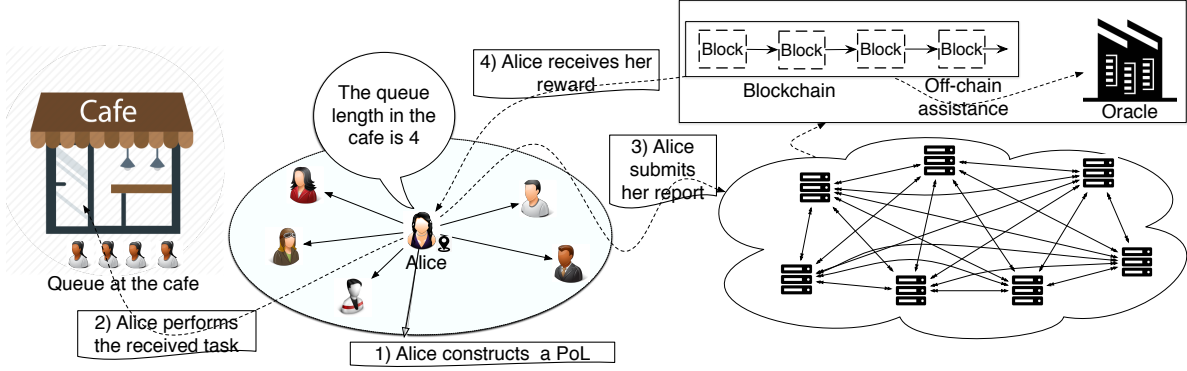 Cafe
Queue at the cafe
2) Alice performs
the received task
The queue
length in the
cafe is 4
Alice
1) Alice constructs a PoL
4) Alice receives her
reward
3) Alice
submits
her report
Block
Block
Block
Block
Blockchain
Off-chain
assistance
Oracle